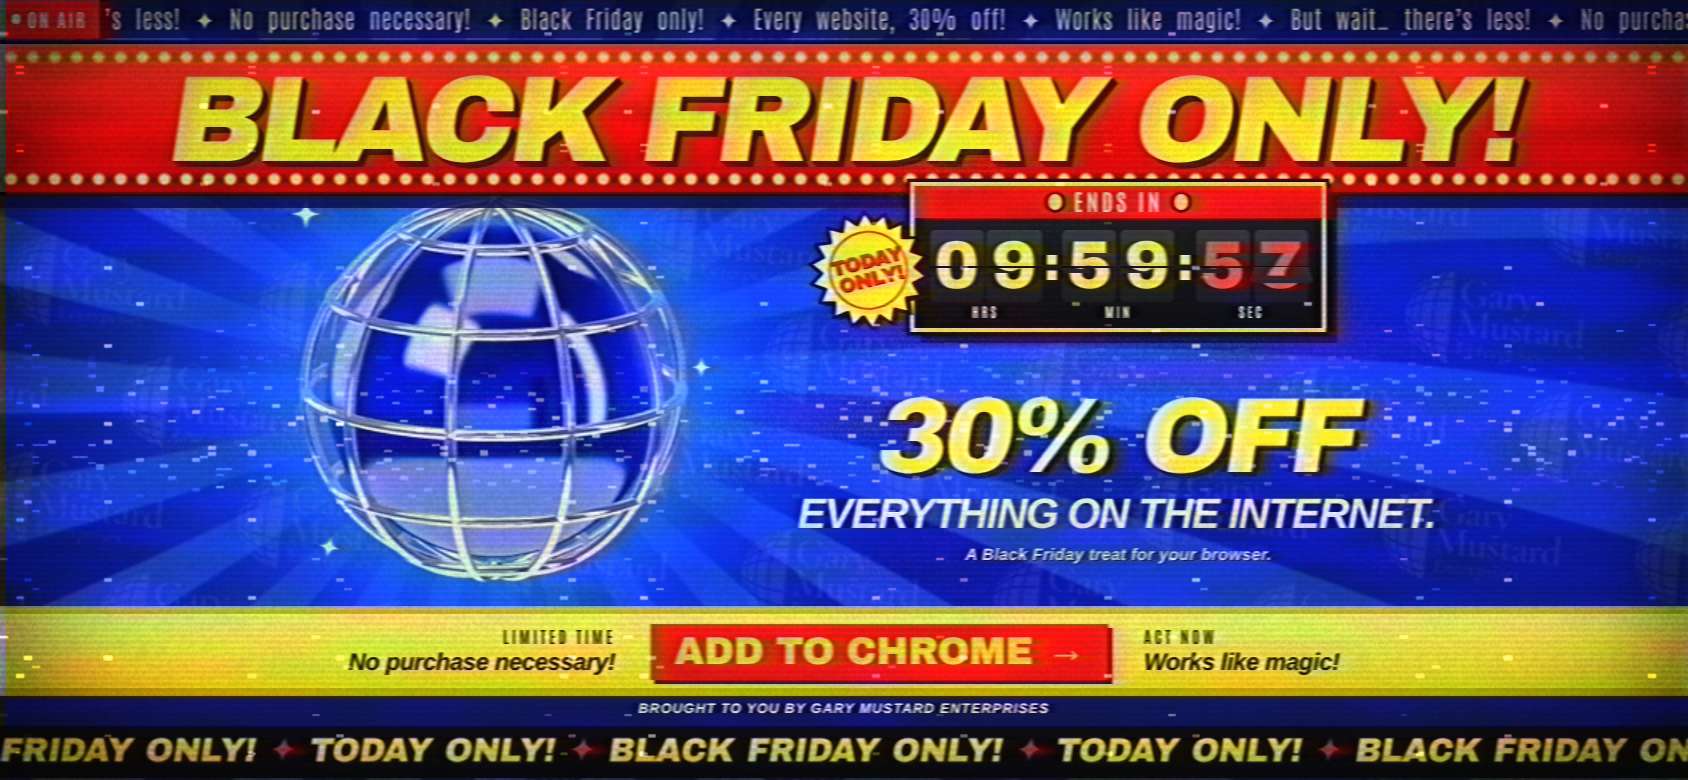 ON AIR 's less! ✦ No purchase necessary! ✦ Black Friday only! ✦ Every website, 30% off! ✦ Works like magic! ✦ But wait… there's less! ✦ No purchas
BLACK FRIDAY ONLY!
ENDS IN
TODAY
ONLY!
09:59:57
HRS MIN SEC
30% OFF
EVERYTHING ON THE INTERNET.
A Black Friday treat for your browser.
LIMITED TIME
No purchase necessary!
ADD TO CHROME →
ACT NOW
Works like magic!
BROUGHT TO YOU BY GARY MUSTARD ENTERPRISES
FRIDAY ONLY! ✦ TODAY ONLY! ✦ BLACK FRIDAY ONLY! ✦ TODAY ONLY! ✦ BLACK FRIDAY ON
Gary
Mustard